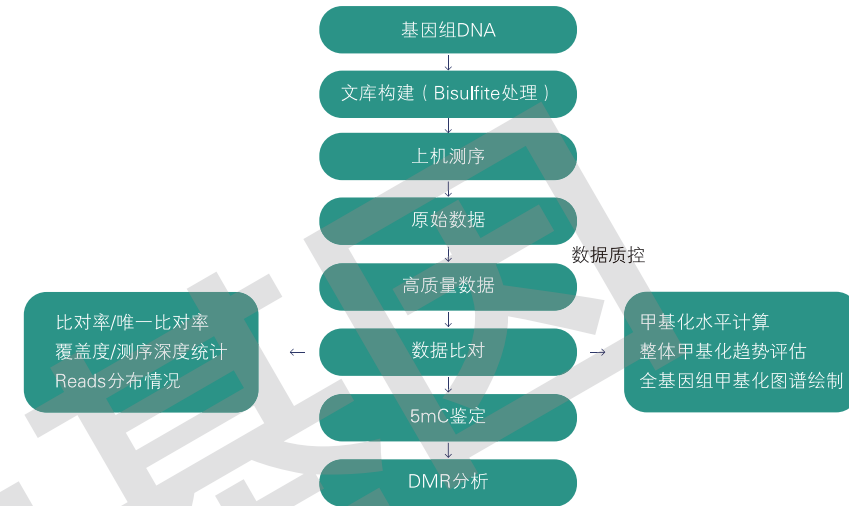 基因组DNA
文库构建（Bisulfite处理）
上机测序
原始数据
数据质控
高质量数据
比对率/唯一比对率
覆盖度/测序深度统计
Reads分布情况
数据比对
甲基化水平计算
整体甲基化趋势评估
全基因组甲基化图谱绘制
5mC鉴定
DMR分析
基因